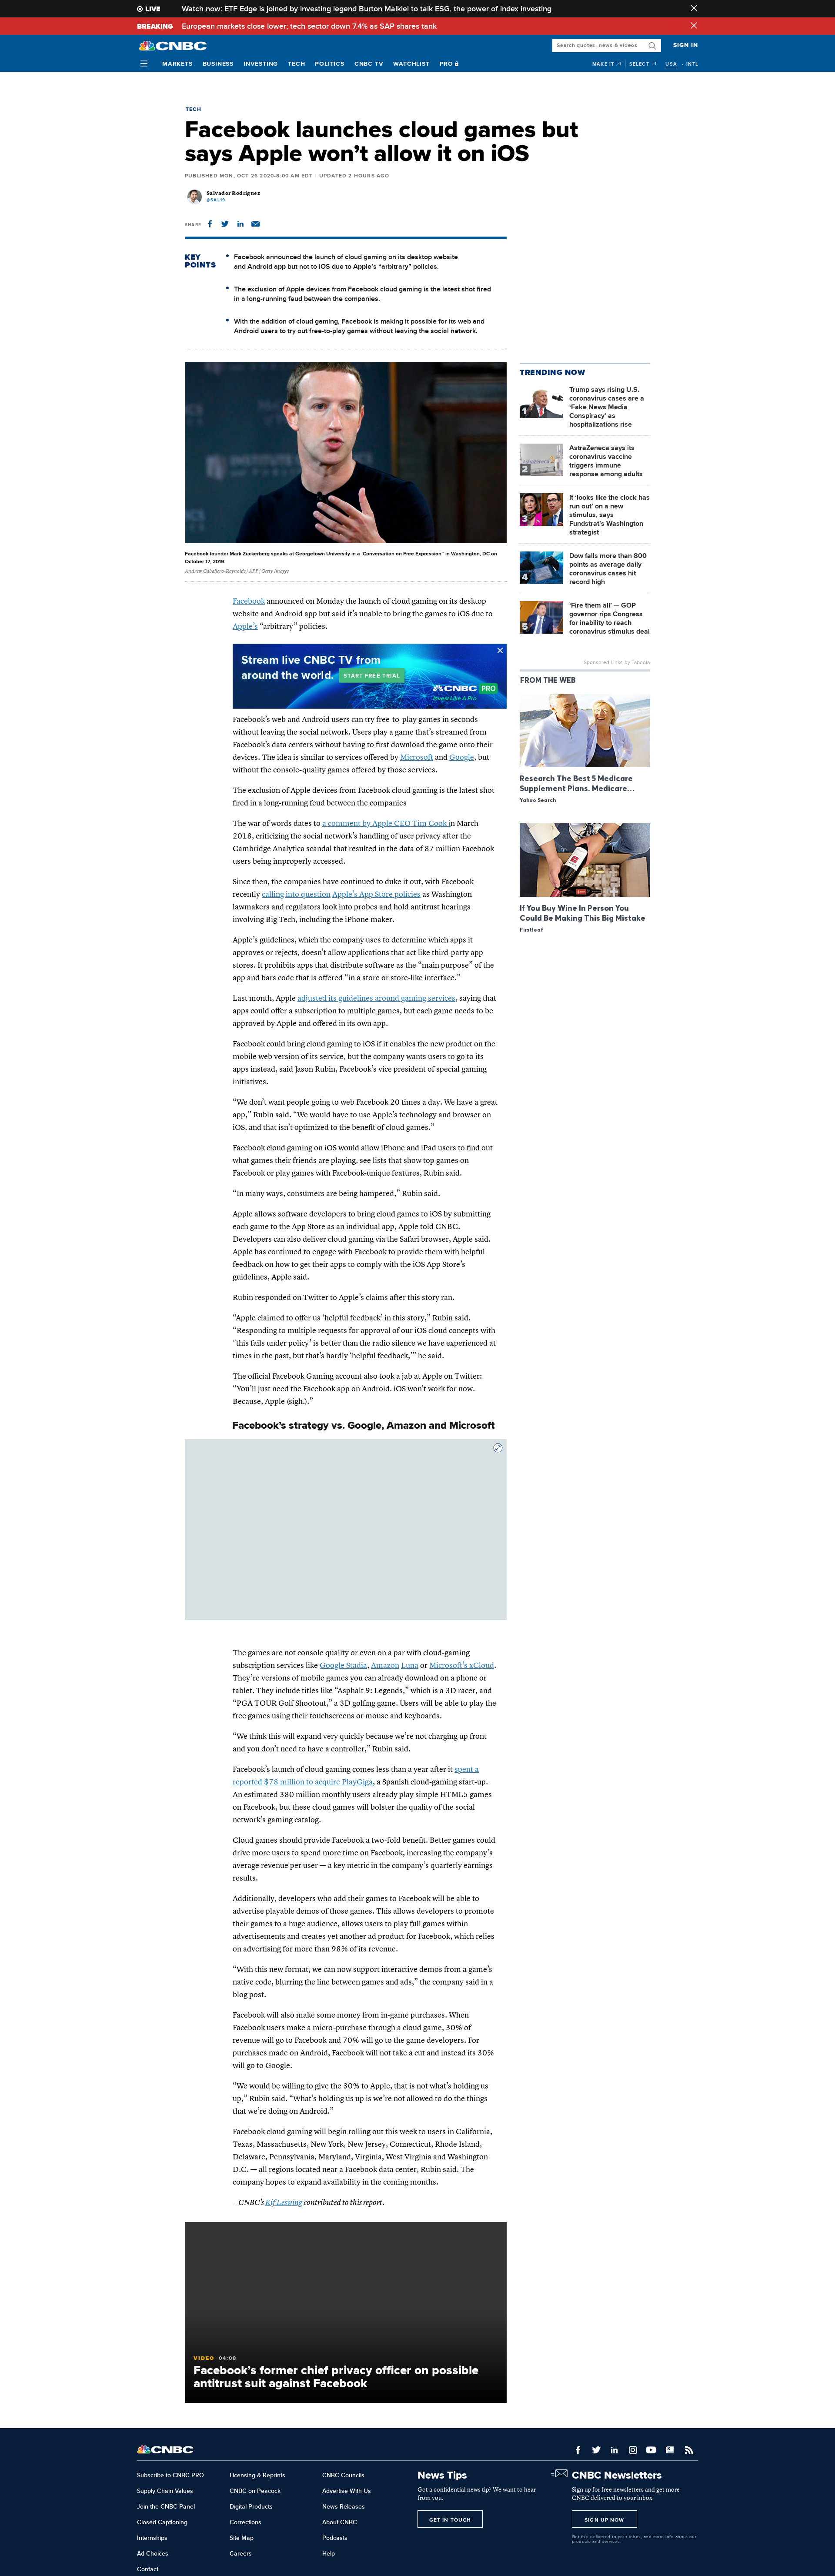 LIVE
Watch now: ETF Edge is joined by investing legend Burton Malkiel to talk ESG, the power of index investing
BREAKING
European markets close lower; tech sector down 7.4% as SAP shares tank
CNBC
Search quotes, news & videos
SIGN IN
MARKETS BUSINESS INVESTING TECH POLITICS CNBC TV WATCHLIST PRO
MAKE IT SELECT USA • INTL
TECH
Facebook launches cloud games but
says Apple won’t allow it on iOS
PUBLISHED MON, OCT 26 2020•8:00 AM EDT | UPDATED 2 HOURS AGO
Salvador Rodriguez
@SAL19
SHARE
KEY
POINTS
Facebook announced the launch of cloud gaming on its desktop website
and Android app but not to iOS due to Apple’s “arbitrary” policies.
The exclusion of Apple devices from Facebook cloud gaming is the latest shot fired
in a long-running feud between the companies.
With the addition of cloud gaming, Facebook is making it possible for its web and
Android users to try out free-to-play games without leaving the social network.
Facebook founder Mark Zuckerberg speaks at Georgetown University in a ‘Conversation on Free Expression” in Washington, DC on
October 17, 2019.
Andrew Caballero-Reynolds | AFP | Getty Images
Facebook announced on Monday the launch of cloud gaming on its desktop
website and Android app but said it’s unable to bring the games to iOS due to
Apple’s “arbitrary” policies.
Stream live CNBC TV from
around the world.
START FREE TRIAL
CNBC PRO
Invest Like A Pro
Facebook’s web and Android users can try free-to-play games in seconds
without leaving the social network. Users play a game that’s streamed from
Facebook’s data centers without having to first download the game onto their
devices. The idea is similar to services offered by Microsoft and Google, but
without the console-quality games offered by those services.
The exclusion of Apple devices from Facebook cloud gaming is the latest shot
fired in a long-running feud between the companies
The war of words dates to a comment by Apple CEO Tim Cook in March
2018, criticizing the social network’s handling of user privacy after the
Cambridge Analytica scandal that resulted in the data of 87 million Facebook
users being improperly accessed.
Since then, the companies have continued to duke it out, with Facebook
recently calling into question Apple’s App Store policies as Washington
lawmakers and regulators look into probes and hold antitrust hearings
involving Big Tech, including the iPhone maker.
Apple’s guidelines, which the company uses to determine which apps it
approves or rejects, doesn’t allow applications that act like third-party app
stores. It prohibits apps that distribute software as the “main purpose” of the
app and bars code that is offered “in a store or store-like interface.”
Last month, Apple adjusted its guidelines around gaming services, saying that
apps could offer a subscription to multiple games, but each game needs to be
approved by Apple and offered in its own app.
Facebook could bring cloud gaming to iOS if it enables the new product on the
mobile web version of its service, but the company wants users to go to to its
apps instead, said Jason Rubin, Facebook’s vice president of special gaming
initiatives.
“We don’t want people going to web Facebook 20 times a day. We have a great
app,” Rubin said. “We would have to use Apple’s technology and browser on
iOS, and that isn’t optimized to the benefit of cloud games.”
Facebook cloud gaming on iOS would allow iPhone and iPad users to find out
what games their friends are playing, see lists that show top games on
Facebook or play games with Facebook-unique features, Rubin said.
“In many ways, consumers are being hampered,” Rubin said.
Apple allows software developers to bring cloud games to iOS by submitting
each game to the App Store as an individual app, Apple told CNBC.
Developers can also deliver cloud gaming via the Safari browser, Apple said.
Apple has continued to engage with Facebook to provide them with helpful
feedback on how to get their apps to comply with the iOS App Store’s
guidelines, Apple said.
Rubin responded on Twitter to Apple’s claims after this story ran.
“Apple claimed to offer us ‘helpful feedback’ in this story,” Rubin said.
“Responding to multiple requests for approval of our iOS cloud concepts with
“this fails under policy’ is better than the radio silence we have experienced at
times in the past, but that’s hardly ‘helpful feedback,’” he said.
The official Facebook Gaming account also took a jab at Apple on Twitter:
“You’ll just need the Facebook app on Android. iOS won’t work for now.
Because, Apple (sigh.).”
Facebook’s strategy vs. Google, Amazon and Microsoft
The games are not console quality or even on a par with cloud-gaming
subscription services like Google Stadia, Amazon Luna or Microsoft’s xCloud.
They’re versions of mobile games you can already download on a phone or
tablet. They include titles like “Asphalt 9: Legends,” which is a 3D racer, and
“PGA TOUR Golf Shootout,” a 3D golfing game. Users will be able to play the
free games using their touchscreens or mouse and keyboards.
“We think this will expand very quickly because we’re not charging up front
and you don’t need to have a controller,” Rubin said.
Facebook’s launch of cloud gaming comes less than a year after it spent a
reported $78 million to acquire PlayGiga, a Spanish cloud-gaming start-up.
An estimated 380 million monthly users already play simple HTML5 games
on Facebook, but these cloud games will bolster the quality of the social
network’s gaming catalog.
Cloud games should provide Facebook a two-fold benefit. Better games could
drive more users to spend more time on Facebook, increasing the company’s
average revenue per user — a key metric in the company’s quarterly earnings
results.
Additionally, developers who add their games to Facebook will be able to
advertise playable demos of those games. This allows developers to promote
their games to a huge audience, allows users to play full games within
advertisements and creates yet another ad product for Facebook, which relies
on advertising for more than 98% of its revenue.
“With this new format, we can now support interactive demos from a game’s
native code, blurring the line between games and ads,” the company said in a
blog post.
Facebook will also make some money from in-game purchases. When
Facebook users make a micro-purchase through a cloud game, 30% of
revenue will go to Facebook and 70% will go to the game developers. For
purchases made on Android, Facebook will not take a cut and instead its 30%
will go to Google.
“We would be willing to give the 30% to Apple, that is not what’s holding us
up,” Rubin said. “What’s holding us up is we’re not allowed to do the things
that we’re doing on Android.”
Facebook cloud gaming will begin rolling out this week to users in California,
Texas, Massachusetts, New York, New Jersey, Connecticut, Rhode Island,
Delaware, Pennsylvania, Maryland, Virginia, West Virginia and Washington
D.C. — all regions located near a Facebook data center, Rubin said. The
company hopes to expand availability in the coming months.
--CNBC’s Kif Leswing contributed to this report.
VIDEO 04:08
Facebook’s former chief privacy officer on possible
antitrust suit against Facebook
TRENDING NOW
1
Trump says rising U.S.
coronavirus cases are a
‘Fake News Media
Conspiracy’ as
hospitalizations rise
2
AstraZeneca says its
coronavirus vaccine
triggers immune
response among adults
3
It ‘looks like the clock has
run out’ on a new
stimulus, says
Fundstrat’s Washington
strategist
4
Dow falls more than 800
points as average daily
coronavirus cases hit
record high
5
‘Fire them all’ — GOP
governor rips Congress
for inability to reach
coronavirus stimulus deal
Sponsored Links by Taboola
FROM THE WEB
Research The Best 5 Medicare
Supplement Plans. Medicare…
Yahoo Search
If You Buy Wine In Person You
Could Be Making This Big Mistake
Firstleaf
CNBC
Subscribe to CNBC PRO
Supply Chain Values
Join the CNBC Panel
Closed Captioning
Internships
Ad Choices
Contact
Licensing & Reprints
CNBC on Peacock
Digital Products
Corrections
Site Map
Careers
CNBC Councils
Advertise With Us
News Releases
About CNBC
Podcasts
Help
News Tips
Got a confidential news tip? We want to hear
from you.
GET IN TOUCH
CNBC Newsletters
Sign up for free newsletters and get more
CNBC delivered to your inbox
SIGN UP NOW
Get this delivered to your inbox, and more info about our
products and services.